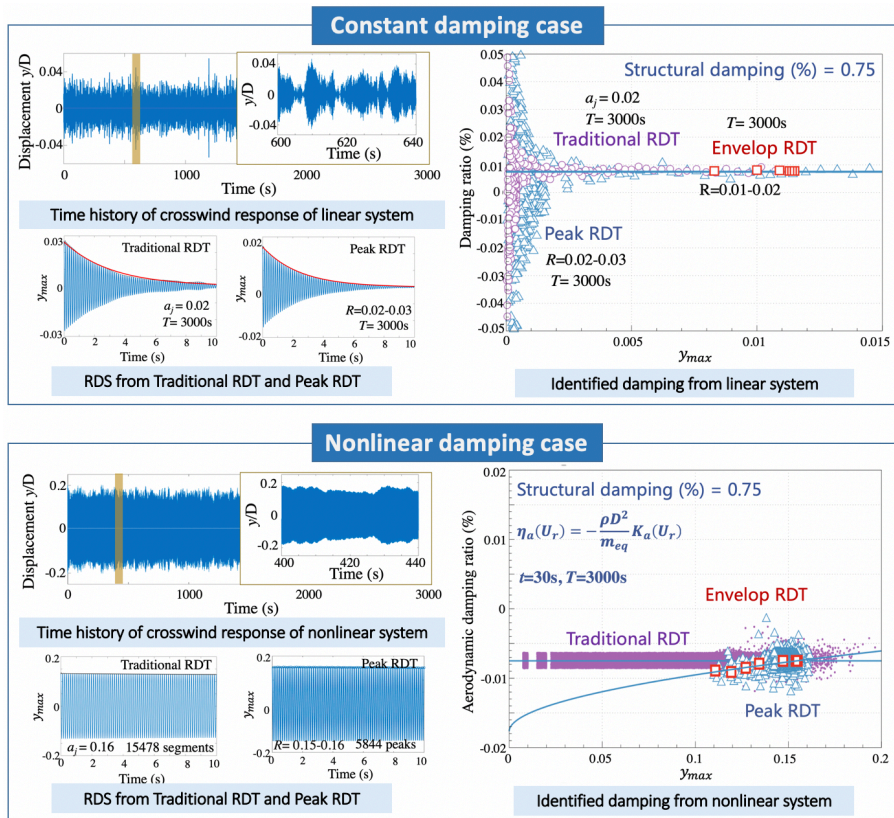 Constant damping case
Displacement y/D
0.04
0
-0.04
0
1000
2000
3000
Time (s)
y/D
0.04
0
-0.04
600
620
640
Time (s)
Time history of crosswind response of linear system
y_max
0.03
0
-0.03
Traditional RDT
a_j = 0.02
T= 3000s
0 2 4 6 8 10
Time (s)
0.02
0
-0.02
Peak RDT
R=0.02-0.03
T= 3000s
0 2 4 6 8 10
Time (s)
RDS from Traditional RDT and Peak RDT
Damping ratio (%)
0.05
0.04
0.03
0.02
0.01
0
-0.01
-0.02
-0.03
-0.04
-0.05
Structural damping (%) = 0.75
a_j = 0.02
T= 3000s
Traditional RDT
T= 3000s
Envelop RDT
R=0.01-0.02
Peak RDT
R=0.02-0.03
T= 3000s
0
0.005
0.010
0.015
y_max
Identified damping from linear system
Nonlinear damping case
Displacement y/D
0.2
0
-0.2
0
1000
2000
3000
Time (s)
y/D
0.2
0
-0.2
400
420
440
Time (s)
Time history of crosswind response of nonlinear system
y_max
0.2
0
-0.2
Traditional RDT
a_j = 0.16 15478 segments
0 2 4 6 8 10
Time (s)
0.2
0
-0.2
Peak RDT
R= 0.15-0.16 5844 peaks
0 2 4 6 8 10
Time (s)
RDS from Traditional RDT and Peak RDT
Aerodynamic damping ratio (%)
0.02
0.01
0
-0.01
-0.02
Structural damping (%) = 0.75
η_a(U_r) = −ρD²/m_eq K_a(U_r)
t=30s, T=3000s
Envelop RDT
Traditional RDT
Peak RDT
0
0.05
0.1
0.15
0.2
y_max
Identified damping from nonlinear system